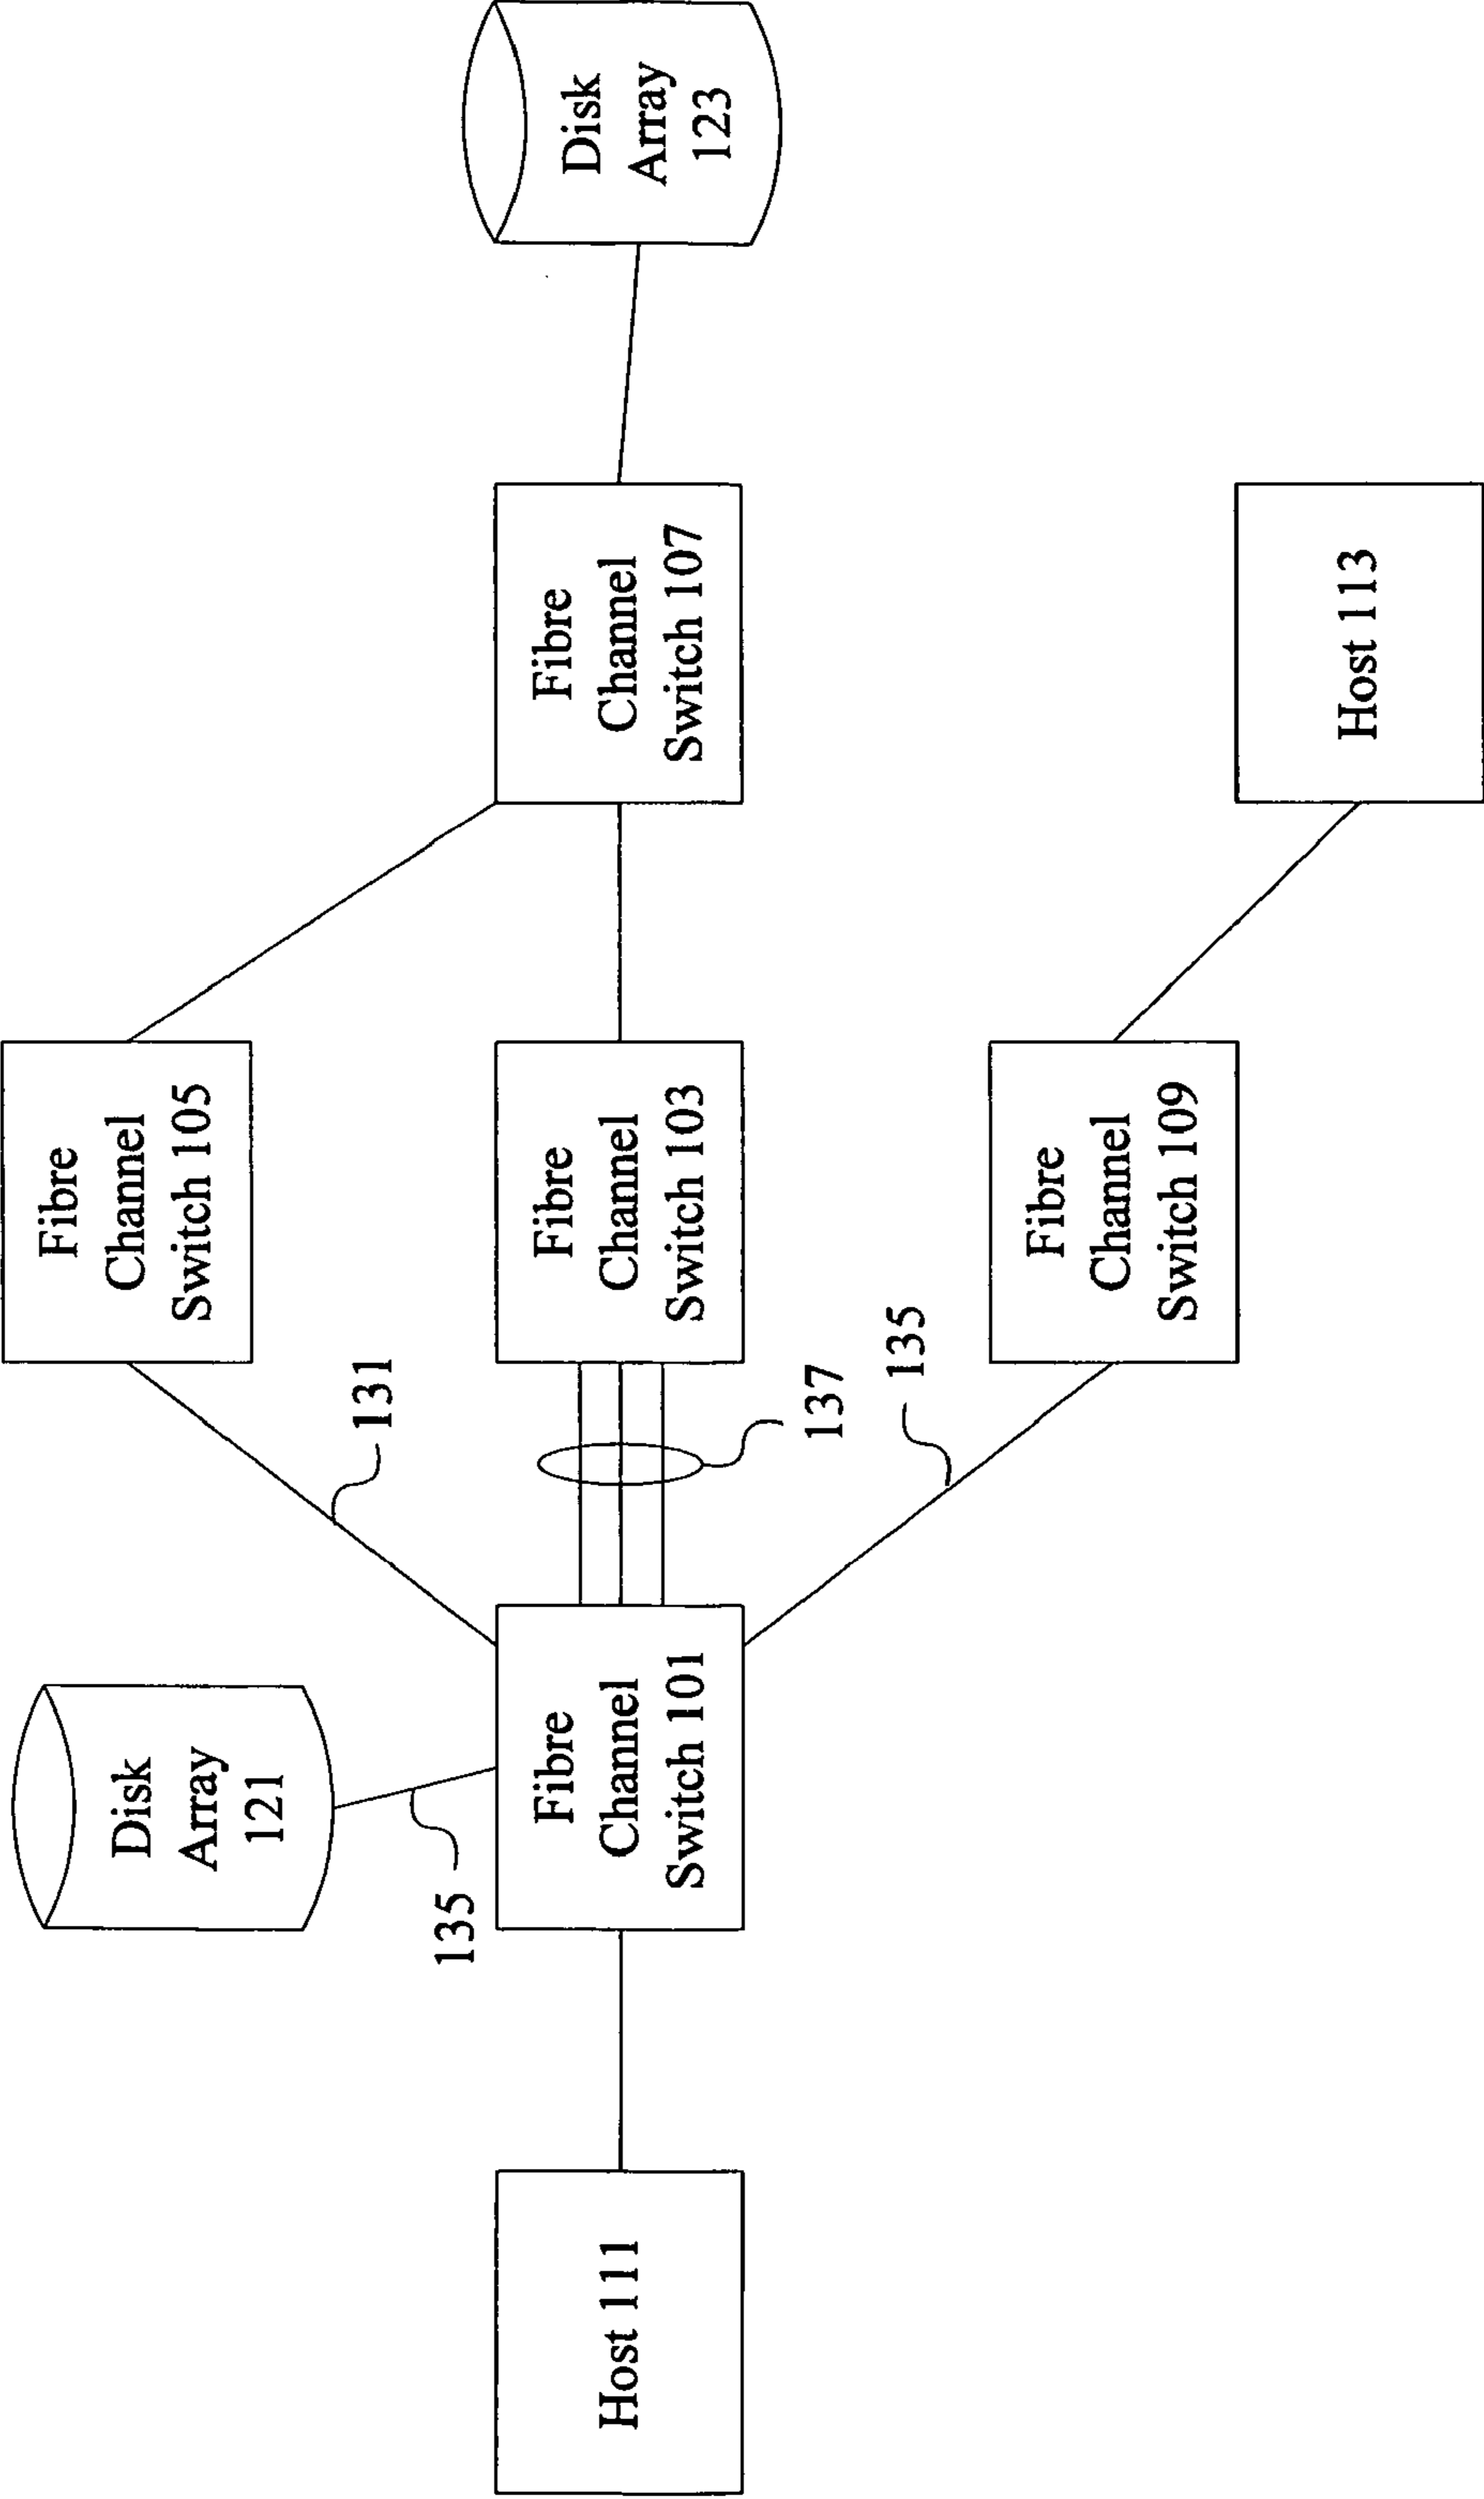 Disk
Array
121
Fibre
Channel
Switch 105
131
135
Host 111
Fibre
Channel
Switch 101
Fibre
Channel
Switch 103
Fibre
Channel
Switch 107
Disk
Array
123
137
135
Fibre
Channel
Switch 109
Host 113